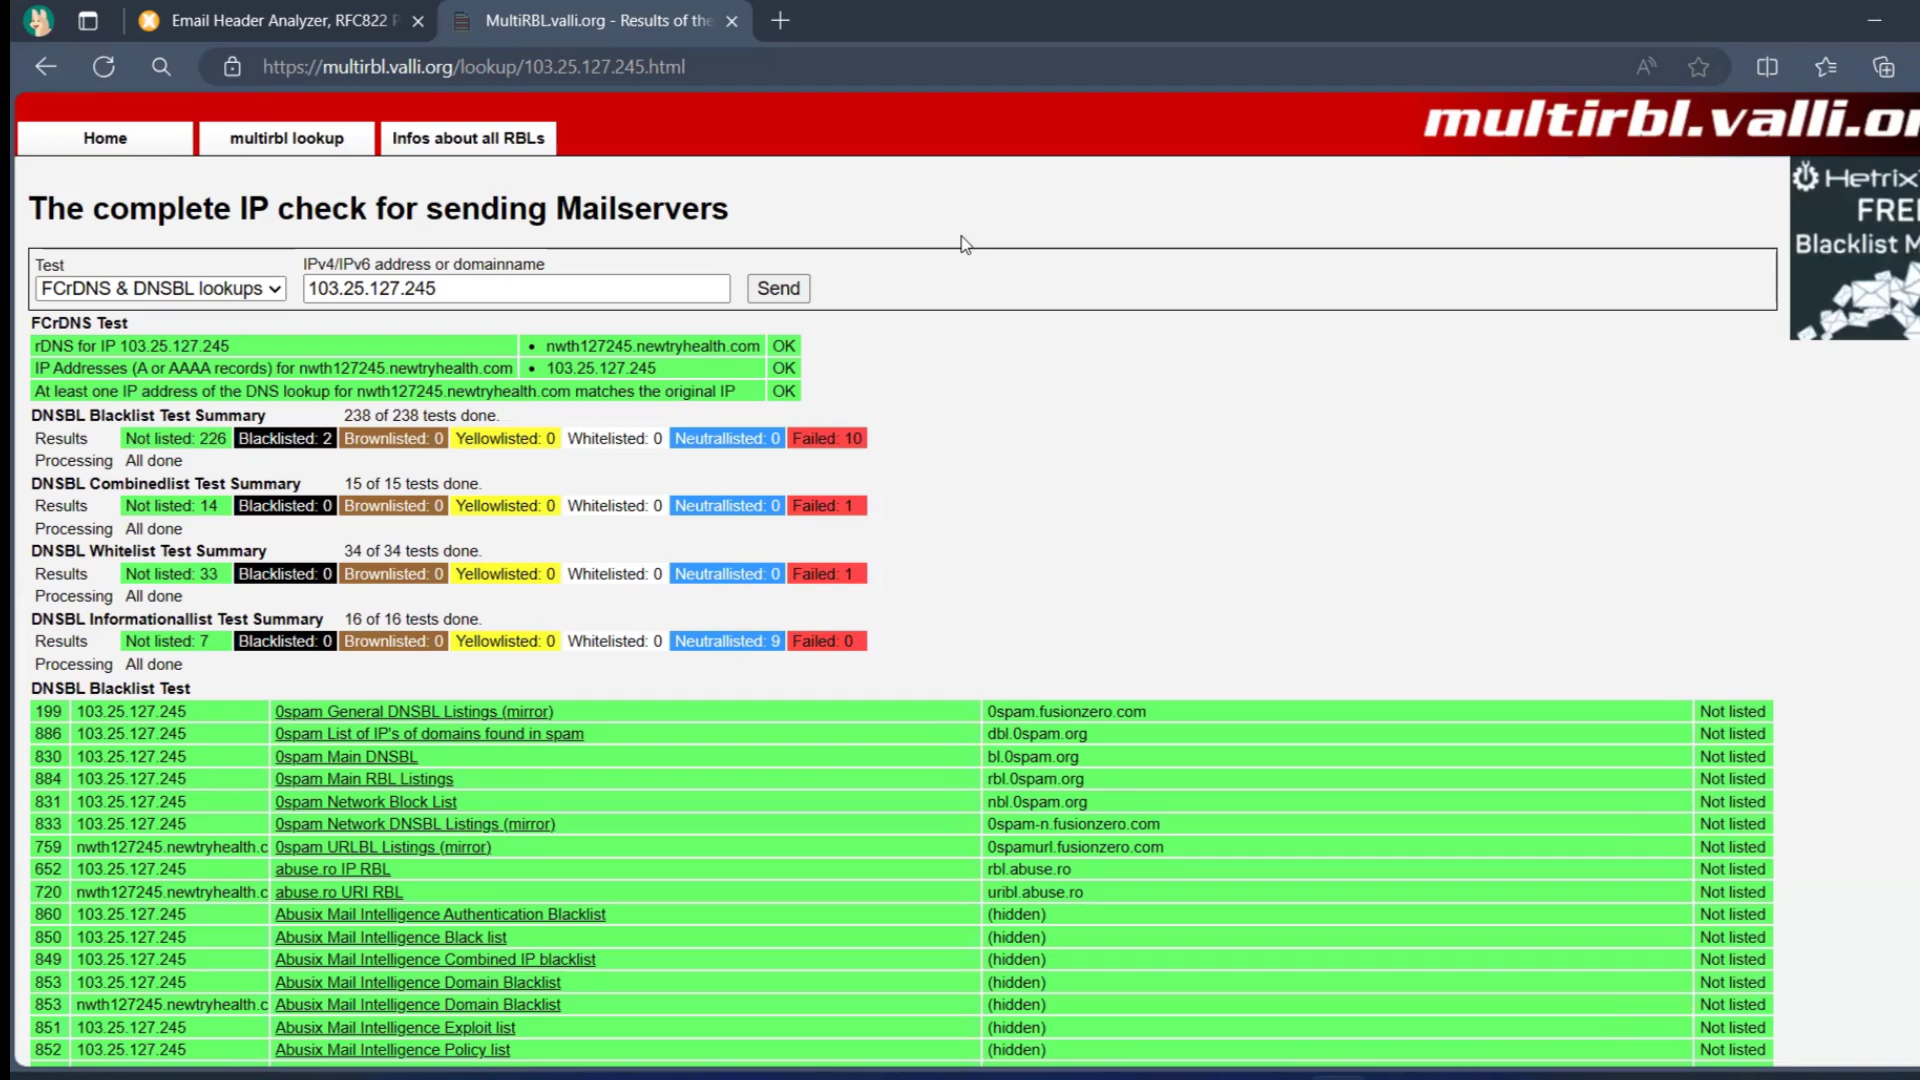 Email Header Analyzer, RFC822 P
MultiRBL.valli.org - Results of the
https://multirbl.valli.org/lookup/103.25.127.245.html
multirbl.valli.or
Home
multirbl lookup
Infos about all RBLs
Hetrix
FREE
Blacklist M
The complete IP check for sending Mailservers
Test
IPv4/IPv6 address or domainname
FCrDNS & DNSBL lookups
103.25.127.245
Send
FCrDNS Test
rDNS for IP 103.25.127.245 • nwth127245.newtryhealth.com OK
IP Addresses (A or AAAA records) for nwth127245.newtryhealth.com • 103.25.127.245 OK
At least one IP address of the DNS lookup for nwth127245.newtryhealth.com matches the original IP OK
DNSBL Blacklist Test Summary 238 of 238 tests done.
Results Not listed: 226 Blacklisted: 2 Brownlisted: 0 Yellowlisted: 0 Whitelisted: 0 Neutrallisted: 0 Failed: 10
Processing All done
DNSBL Combinedlist Test Summary 15 of 15 tests done.
Results Not listed: 14 Blacklisted: 0 Brownlisted: 0 Yellowlisted: 0 Whitelisted: 0 Neutrallisted: 0 Failed: 1
Processing All done
DNSBL Whitelist Test Summary 34 of 34 tests done.
Results Not listed: 33 Blacklisted: 0 Brownlisted: 0 Yellowlisted: 0 Whitelisted: 0 Neutrallisted: 0 Failed: 1
Processing All done
DNSBL Informationallist Test Summary 16 of 16 tests done.
Results Not listed: 7 Blacklisted: 0 Brownlisted: 0 Yellowlisted: 0 Whitelisted: 0 Neutrallisted: 9 Failed: 0
Processing All done
DNSBL Blacklist Test
199 103.25.127.245 0spam General DNSBL Listings (mirror) 0spam.fusionzero.com Not listed
886 103.25.127.245 0spam List of IP's of domains found in spam dbl.0spam.org Not listed
830 103.25.127.245 0spam Main DNSBL bl.0spam.org Not listed
884 103.25.127.245 0spam Main RBL Listings rbl.0spam.org Not listed
831 103.25.127.245 0spam Network Block List nbl.0spam.org Not listed
833 103.25.127.245 0spam Network DNSBL Listings (mirror) 0spam-n.fusionzero.com Not listed
759 nwth127245.newtryhealth.c 0spam URLBL Listings (mirror) 0spamurl.fusionzero.com Not listed
652 103.25.127.245 abuse.ro IP RBL rbl.abuse.ro Not listed
720 nwth127245.newtryhealth.c abuse.ro URI RBL uribl.abuse.ro Not listed
860 103.25.127.245 Abusix Mail Intelligence Authentication Blacklist (hidden) Not listed
850 103.25.127.245 Abusix Mail Intelligence Black list (hidden) Not listed
849 103.25.127.245 Abusix Mail Intelligence Combined IP blacklist (hidden) Not listed
853 103.25.127.245 Abusix Mail Intelligence Domain Blacklist (hidden) Not listed
853 nwth127245.newtryhealth.c Abusix Mail Intelligence Domain Blacklist (hidden) Not listed
851 103.25.127.245 Abusix Mail Intelligence Exploit list (hidden) Not listed
852 103.25.127.245 Abusix Mail Intelligence Policy list (hidden) Not listed